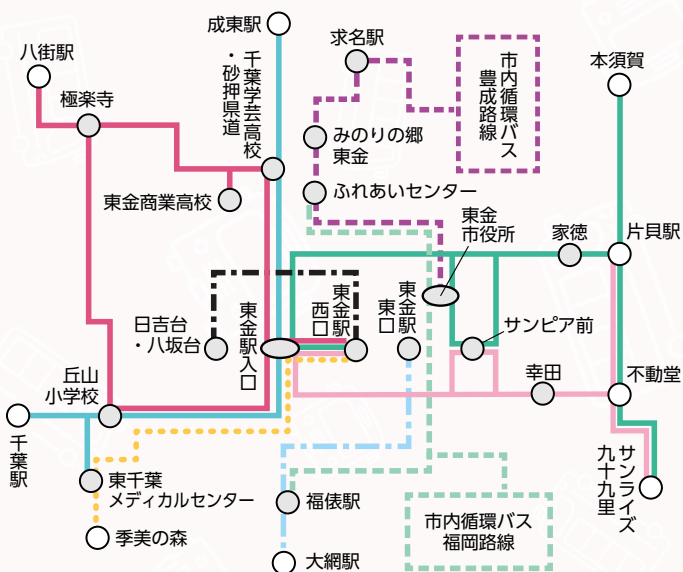 成東駅
八街駅
極楽寺
千葉学芸高校
・砂押県道
東金商業高校
求名駅
みのりの郷
東金
ふれあいセンター
市内循環バス
豊成路線
本須賀
東金
市役所
家徳
片貝駅
日吉台
・八坂台
東金駅入口
東金駅
西口
東金駅
東口
サンピア前
幸田
不動堂
丘山
小学校
千葉駅
東千葉
メディカルセンター
季美の森
福俵駅
大網駅
市内循環バス
福岡路線
サンライズ
九十九里